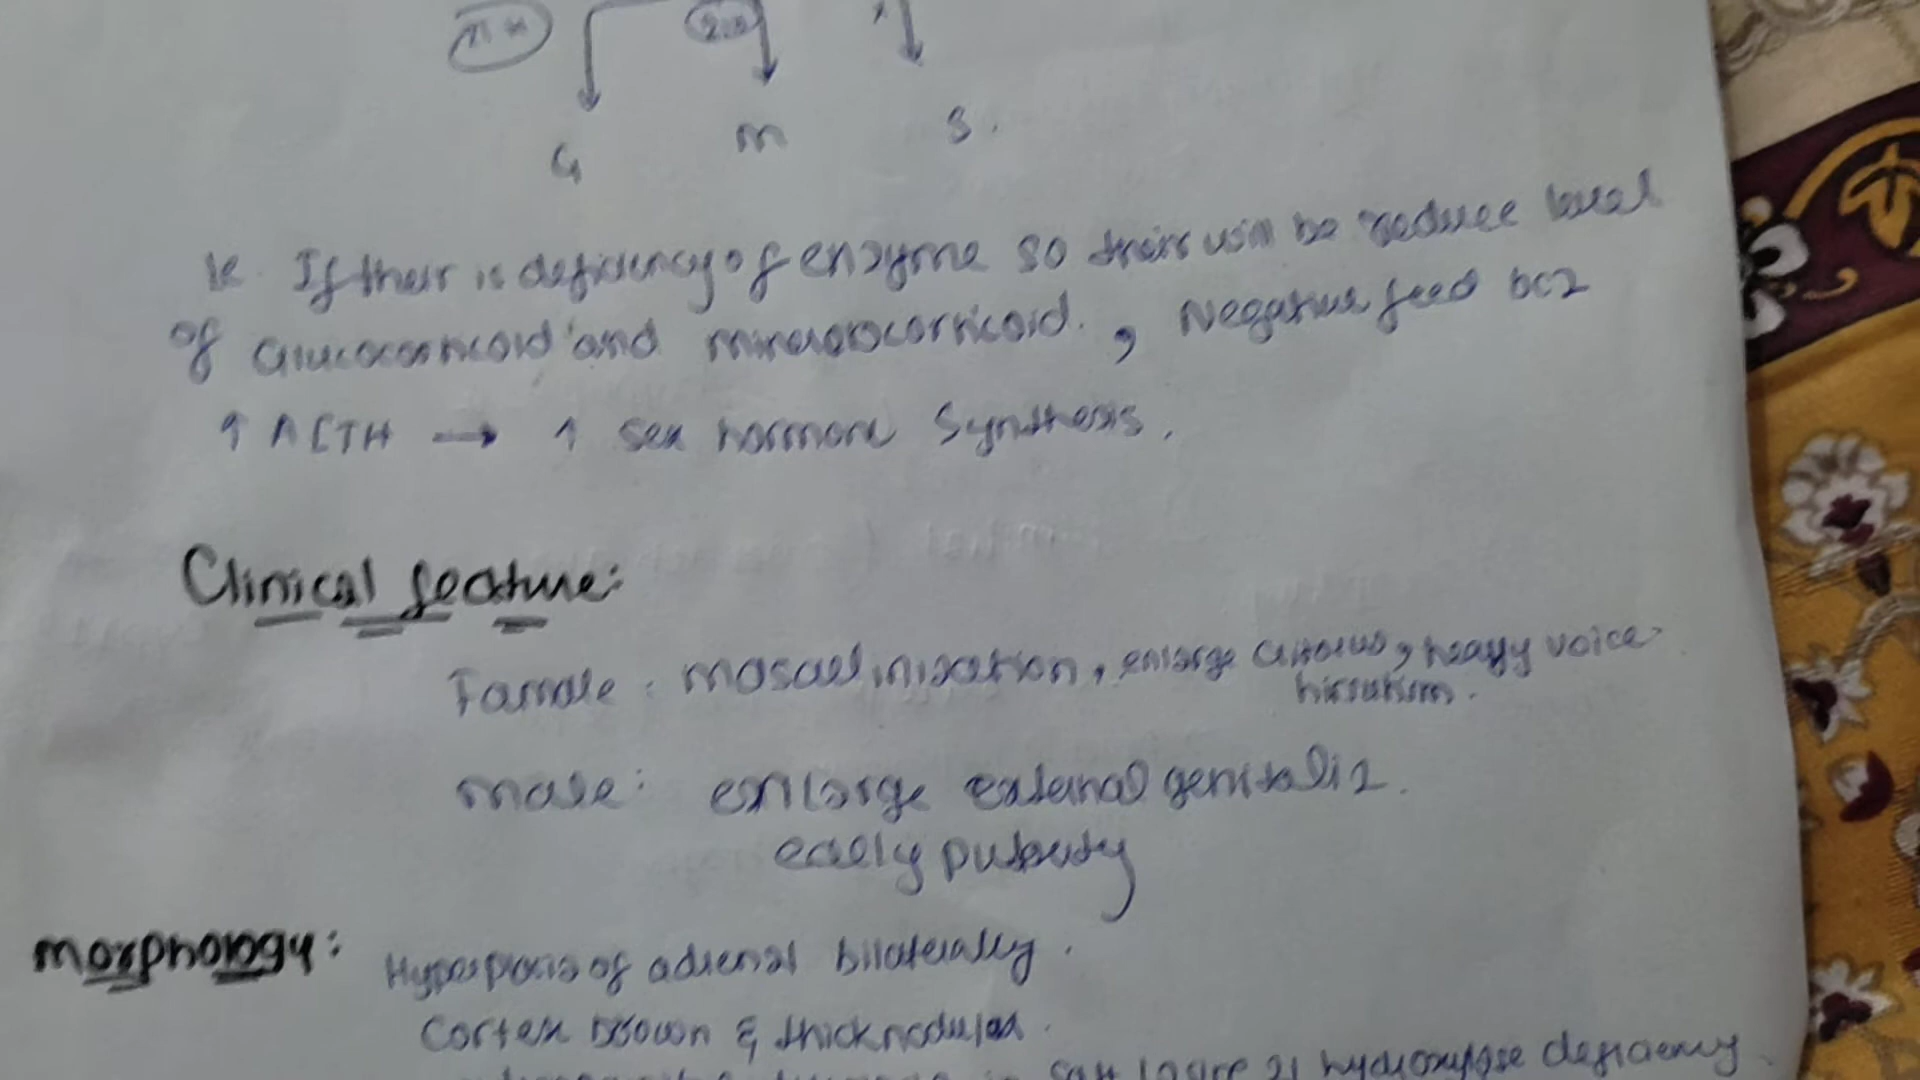 G m S.
ie If their is deficiency of enzyme so their will be reduce level
of Glucocorticoid and mineralocorticoid. , Negative feed bcz
↑ ACTH → ↑ sex hormone Synthesis.
Clinical feature:
Famale : masculinization, enlarge clitorus, heavy voice
hirsutism.
male: enlarge external genitalia.
early puberty
morphology: Hyperplasia of adrenal bilaterally.
Cortex Brown & thick nodular.
21 hydroxylase deficiency